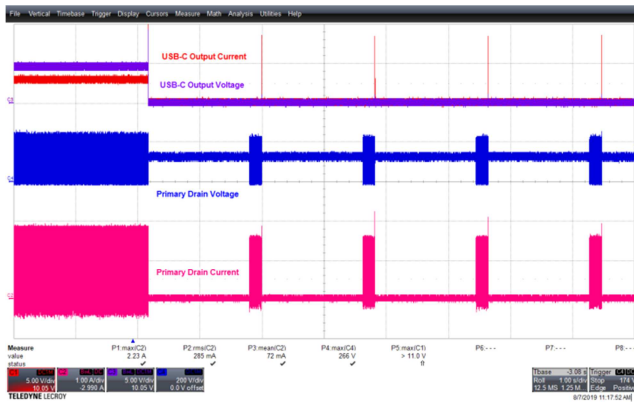 File Vertical Timebase Trigger Display Cursors Measure Math Analysis Utilities Help
USB-C Output Current
USB-C Output Voltage
Primary Drain Voltage
Primary Drain Current
Measure P1:max(C2) P2:rms(C2) P3:mean(C2) P4:max(C4) P5:max(C1) P6:- - - P7:- - - P8:- - -
value 2.23 A 285 mA 72 mA 266 V > 11.0 V
status
5.00 V/div 1.00 A/div 5.00 V/div 200 V/div
10.05 V -2.990 A 10.05 V 0.0 V offset
Tbase -3.08 s Trigger
Roll 1.00 s/div Stop 174 V
12.5 MS 1.25 M Edge Positive
TELEDYNE LECROY
8/7/2019 11:17:52 AM